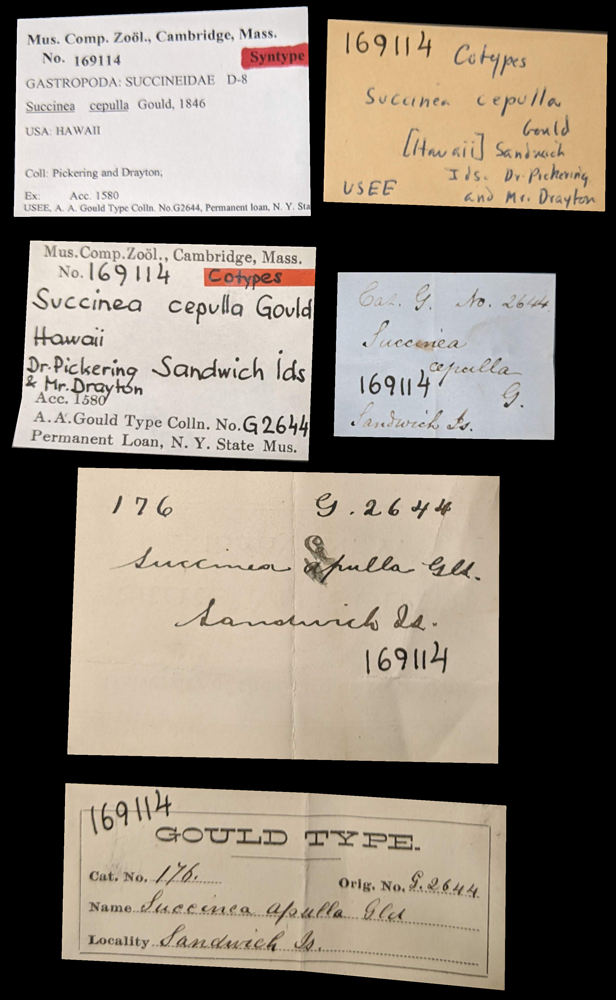 Mus. Comp. Zoöl., Cambridge, Mass.
No. 169114
Syntype
GASTROPODA: SUCCINEIDAE D-8
Succinea cepulla Gould, 1846
USA: HAWAII
Coll: Pickering and Drayton;
Ex: Acc. 1580
USEE, A. A. Gould Type Colln. No.G2644, Permanent loan, N. Y. Sta
169114 Cotypes
Succinea cepulla
Gould
[Hawaii] Sandwich
Ids. Dr. Pickering
USEE and Mr. Drayton
Mus.Comp.Zoöl., Cambridge, Mass.
No. 169114 Cotypes
Succinea cepulla Gould
Hawaii
Dr. Pickering Sandwich Ids
& Mr. Drayton
Acc. 1580
A. A. Gould Type Colln. No. G2644
Permanent Loan, N. Y. State Mus.
Cat. G. No. 2644
Succinea
cepulla
169114 G.
Sandwich Is.
176 G. 2644
Succinea apulla Gld.
Sandwich Is.
169114
169114
GOULD TYPE.
Cat. No. 176. Orig. No. G. 2644
Name Succinea apulla Gld
Locality Sandwich Is.